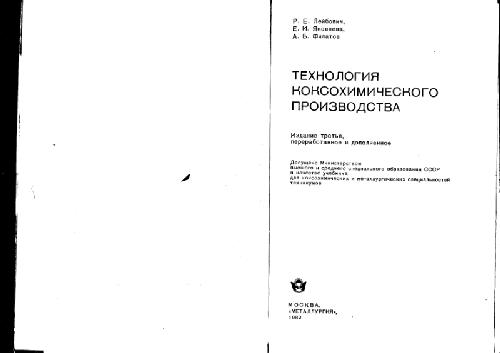 Р. Е. Лейбович,
Е. И. Яковлева,
А. Б. Филатов
ТЕХНОЛОГИЯ
КОКСОХИМИЧЕСКОГО
ПРОИЗВОДСТВА
Издание третье,
переработанное и дополненное
Допущено Министерством
высшего и среднего специального образования СССР
в качестве учебника
для коксохимических и металлургических специальностей
техникумов
МОСКВА
«МЕТАЛЛУРГИЯ»,
1982